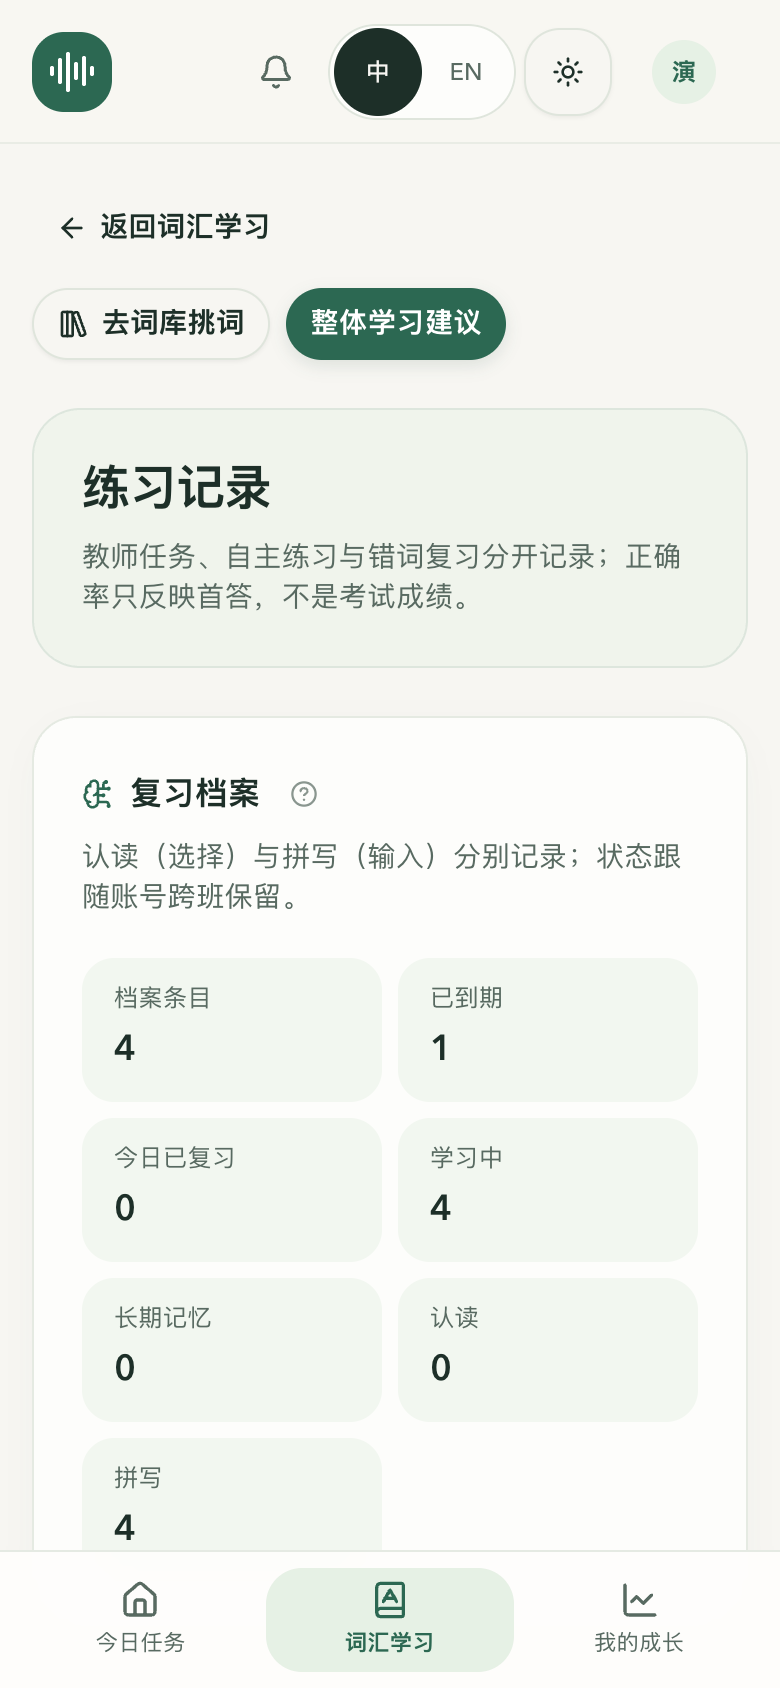 中
EN
演
返回词汇学习
去词库挑词
整体学习建议
练习记录
教师任务、自主练习与错词复习分开记录；正确
率只反映首答，不是考试成绩。
复习档案
认读（选择）与拼写（输入）分别记录；状态跟
随账号跨班保留。
档案条目
4
已到期
1
今日已复习
0
学习中
4
长期记忆
0
认读
0
拼写
4
今日任务
词汇学习
我的成长